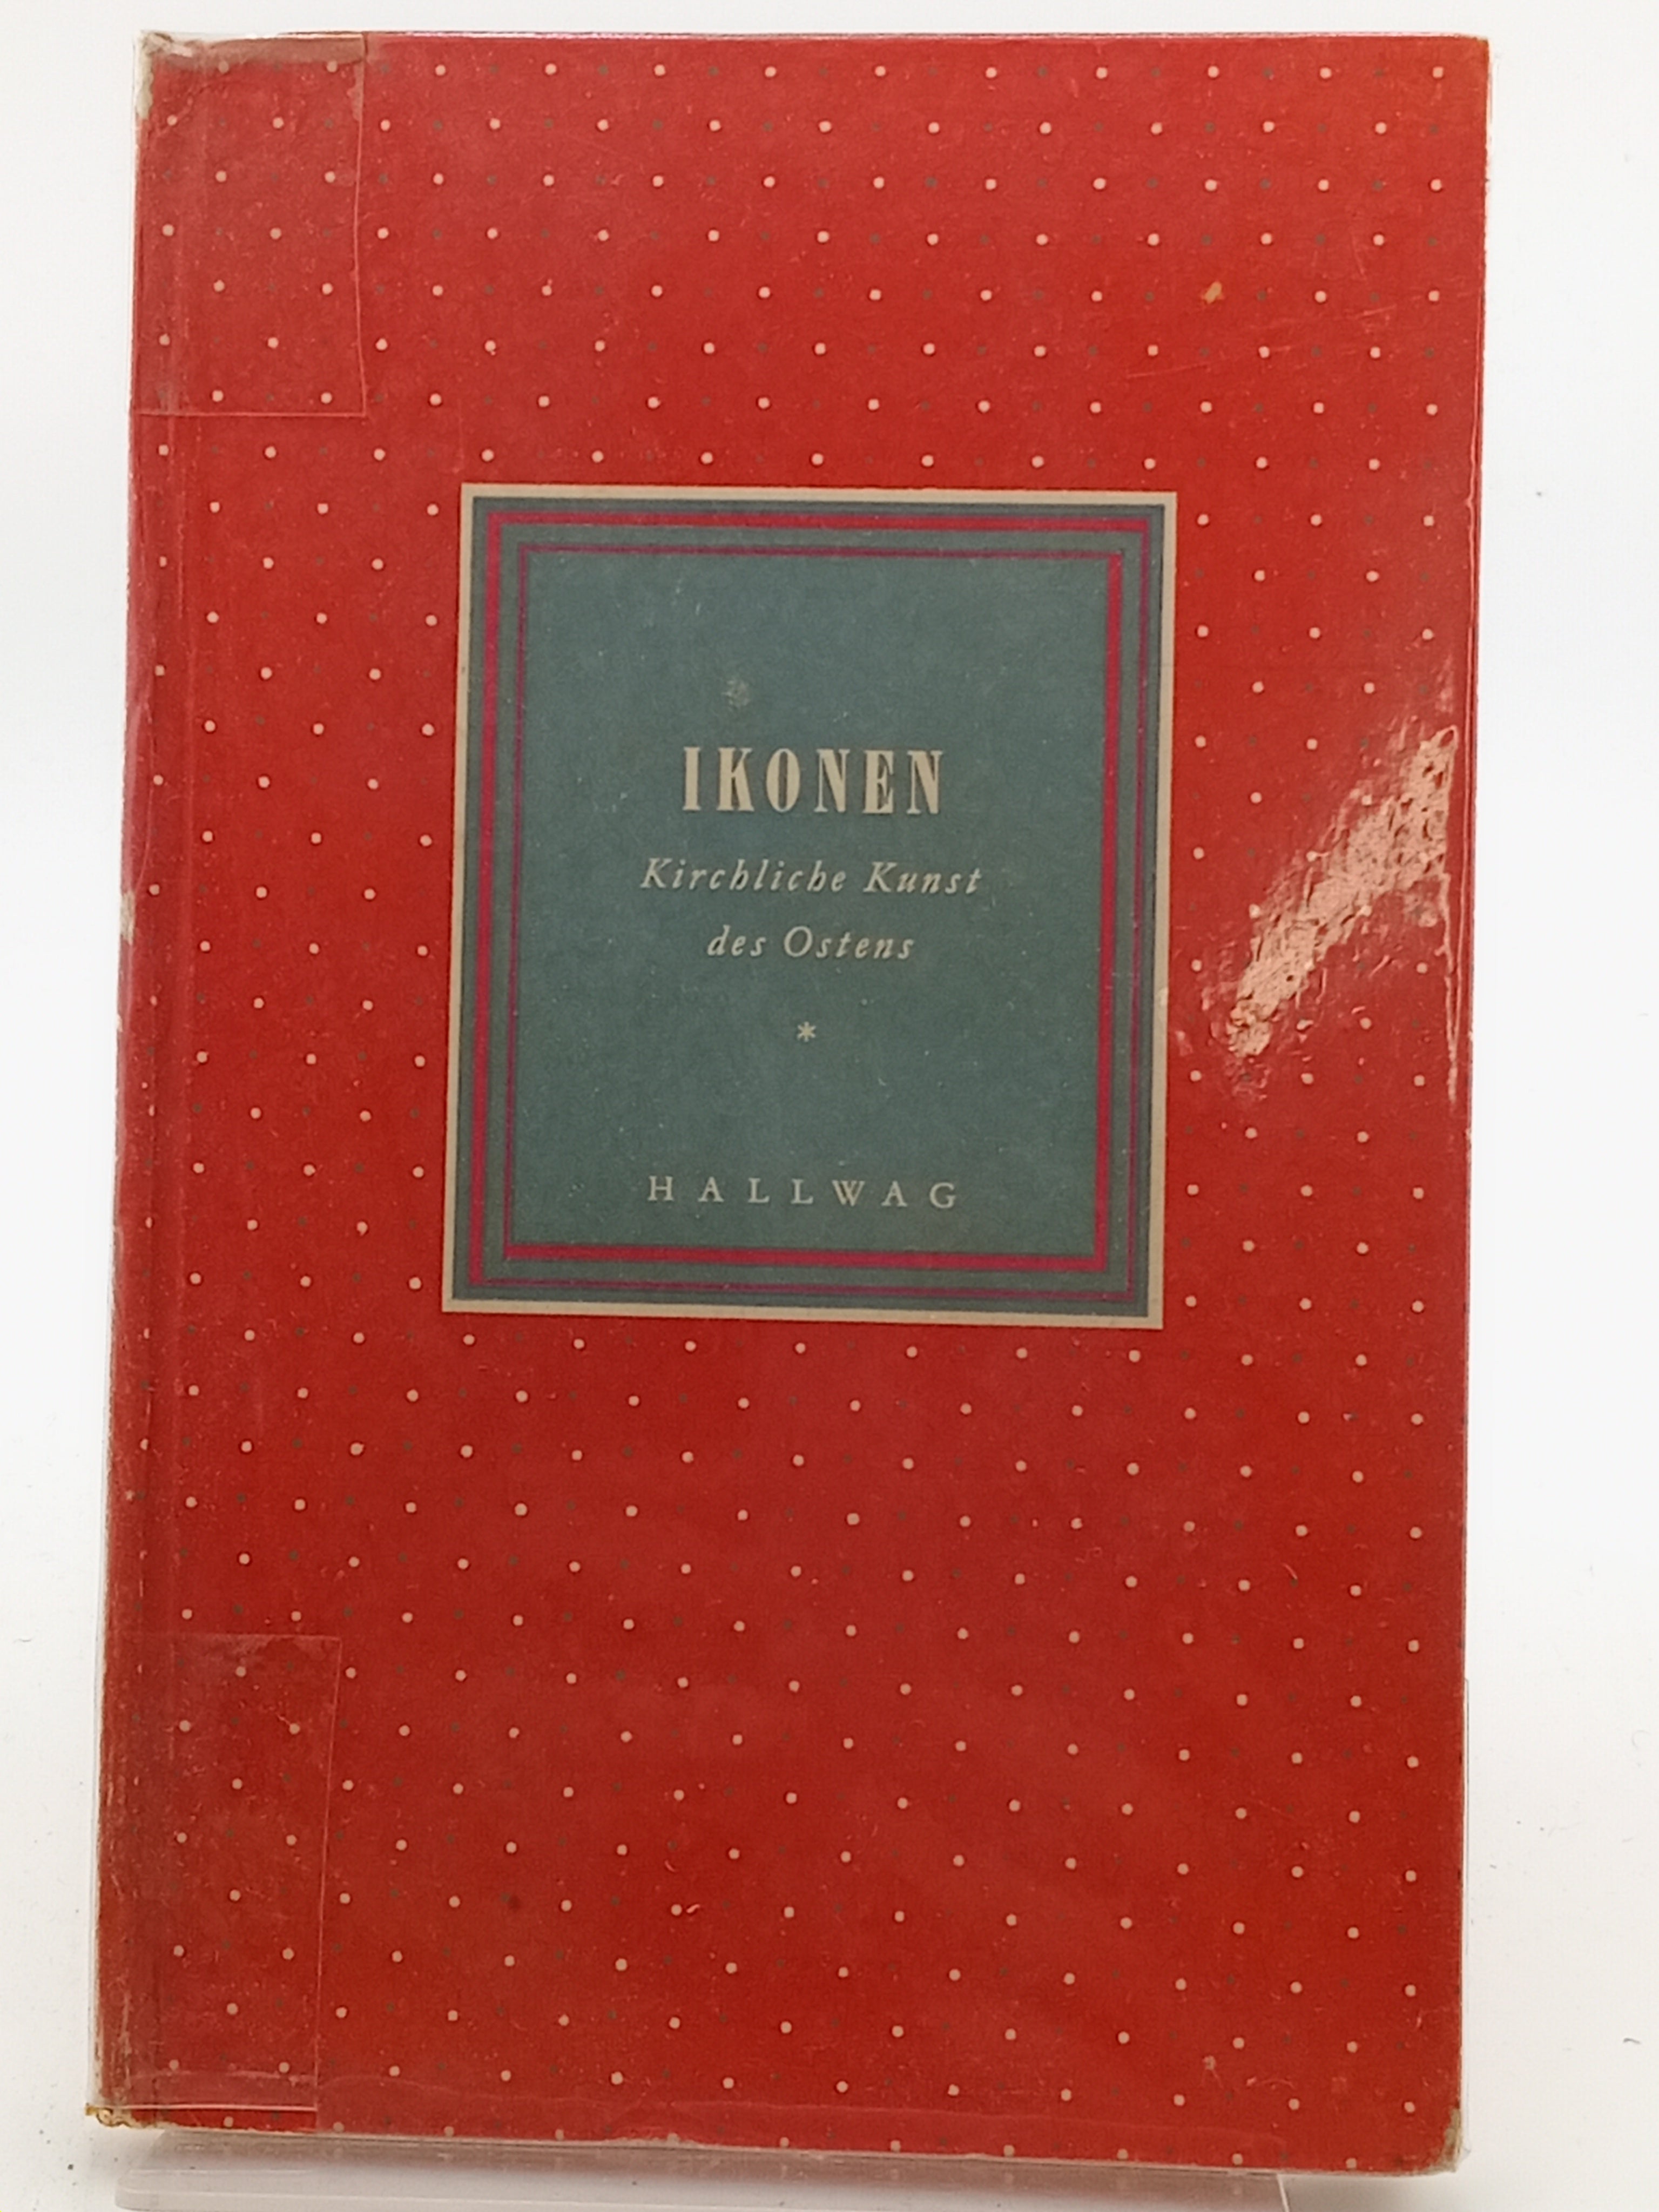 IKONEN
Kirchliche Kunst
des Ostens
*
HALLWAG